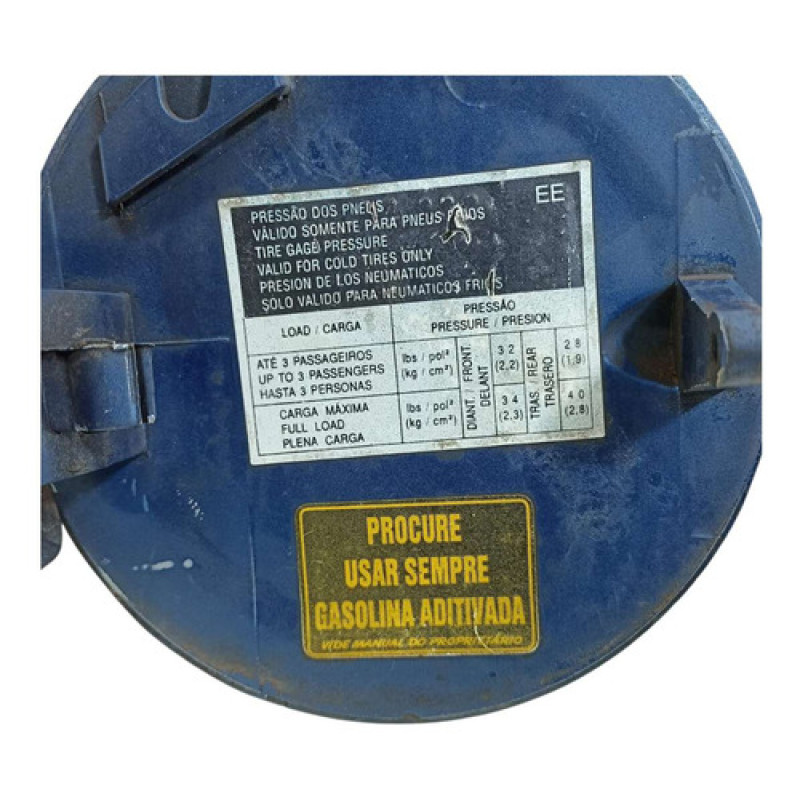 EE
PRESSÃO DOS PNEUS
VÁLIDO SOMENTE PARA PNEUS FRIOS
TIRE GAGE PRESSURE
VALID FOR COLD TIRES ONLY
PRESION DE LOS NEUMATICOS
SOLO VALIDO PARA NEUMATICOS FRIOS
LOAD / CARGA
PRESSÃO
PRESSURE / PRESION
ATÉ 3 PASSAGEIROS
UP TO 3 PASSENGERS
HASTA 3 PERSONAS
lbs / pol²
(kg / cm²)
DIANT. / FRONT.
DELANT
32
(2,2)
TRAS. / REAR
TRASERO
28
(1,9)
CARGA MÁXIMA
FULL LOAD
PLENA CARGA
lbs / pol²
(kg / cm²)
34
(2,3)
40
(2,8)
PROCURE
USAR SEMPRE
GASOLINA ADITIVADA
VIDE MANUAL DO PROPRIETÁRIO